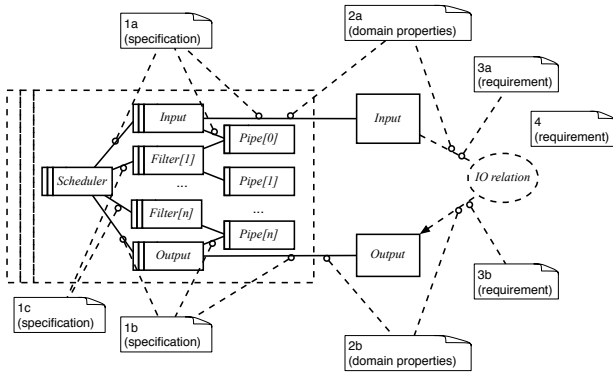 1a
(specification)
2a
(domain properties)
3a
(requirement)
4
(requirement)
Input
Pipe[0]
Input
Filter[1]
Scheduler
Pipe[1]
IO relation
...
...
Filter[n]
Pipe[n]
Output
Output
3b
(requirement)
1c
(specification)
1b
(specification)
2b
(domain properties)